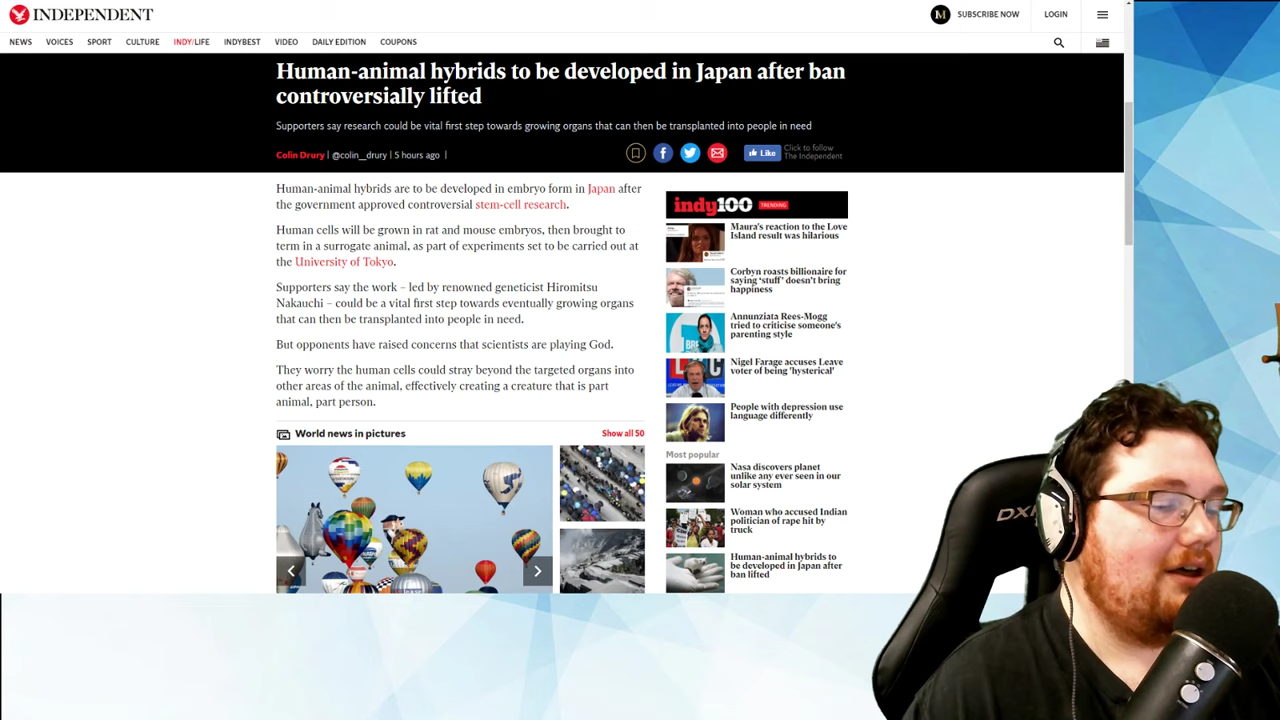 INDEPENDENT
SUBSCRIBE NOW
LOGIN
NEWS
VOICES
SPORT
CULTURE
INDY/LIFE
INDYBEST
VIDEO
DAILY EDITION
COUPONS
Human-animal hybrids to be developed in Japan after ban
controversially lifted
Supporters say research could be vital first step towards growing organs that can then be transplanted into people in need
Colin Drury | @colin__drury | 5 hours ago |
Like
Click to follow
The Independent
Human-animal hybrids are to be developed in embryo form in Japan after
the government approved controversial stem-cell research.
Human cells will be grown in rat and mouse embryos, then brought to
term in a surrogate animal, as part of experiments set to be carried out at
the University of Tokyo.
Supporters say the work – led by renowned geneticist Hiromitsu
Nakauchi – could be a vital first step towards eventually growing organs
that can then be transplanted into people in need.
But opponents have raised concerns that scientists are playing God.
They worry the human cells could stray beyond the targeted organs into
other areas of the animal, effectively creating a creature that is part
animal, part person.
World news in pictures
Show all 50
indy100 TRENDING
Maura's reaction to the Love
Island result was hilarious
Corbyn roasts billionaire for
saying 'stuff' doesn't bring
happiness
Annunziata Rees-Mogg
tried to criticise someone's
parenting style
Nigel Farage accuses Leave
voter of being 'hysterical'
People with depression use
language differently
Most popular
Nasa discovers planet
unlike any ever seen in our
solar system
Woman who accused Indian
politician of rape hit by
truck
Human-animal hybrids to
be developed in Japan after
ban lifted